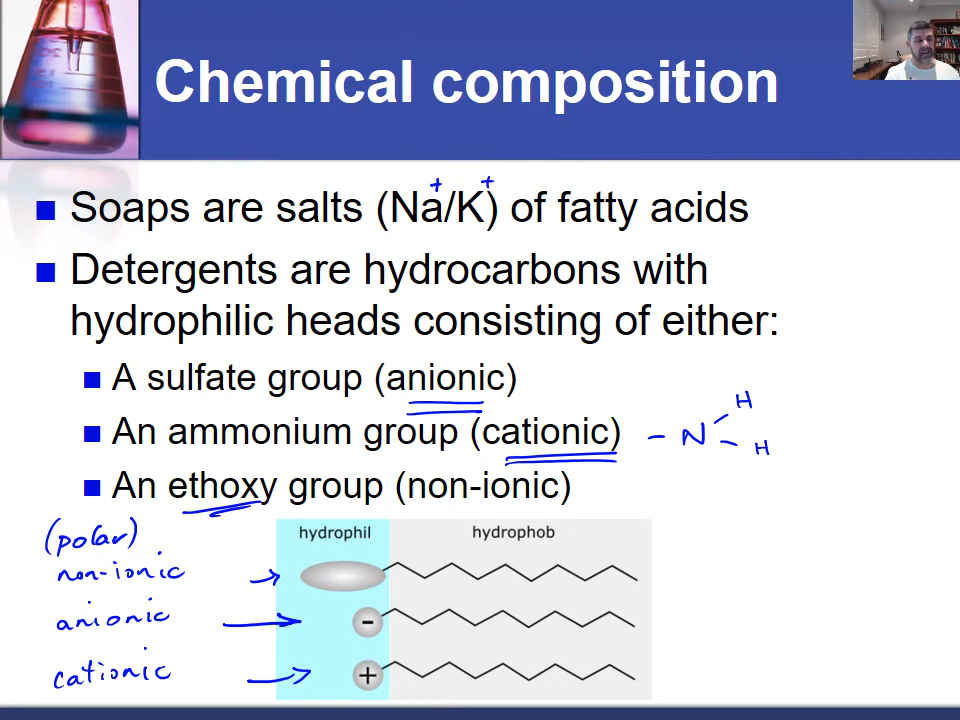 Chemical composition
+ +
Soaps are salts (Na/K) of fatty acids
Detergents are hydrocarbons with
hydrophilic heads consisting of either:
A sulfate group (anionic)
An ammonium group (cationic) - N H H
An ethoxy group (non-ionic)
(polar)
hydrophil hydrophob
non-ionic
anionic -
cationic +